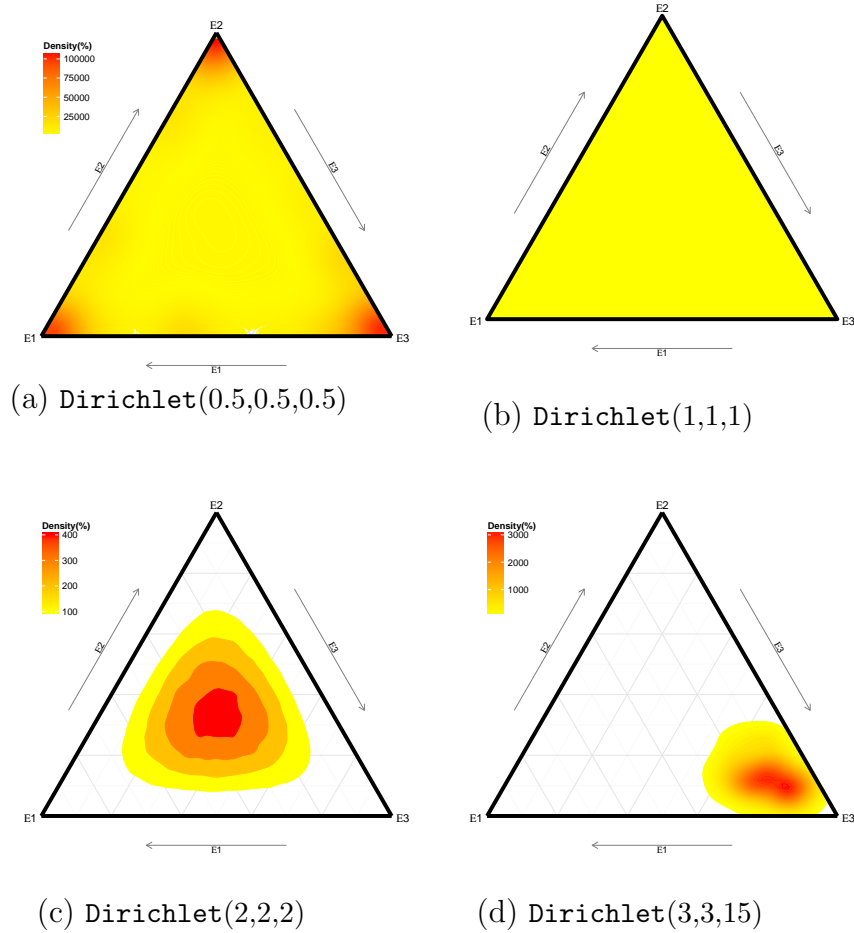 E2
Density(%)
100000
75000
50000
25000
E2
E3
E1
E3
E1
(a) Dirichlet(0.5,0.5,0.5)
E2
E2
E3
E1
E3
E1
(b) Dirichlet(1,1,1)
E2
Density(%)
400
300
200
100
E2
E3
E1
E3
E1
(c) Dirichlet(2,2,2)
E2
Density(%)
3000
2000
1000
E2
E3
E1
E3
E1
(d) Dirichlet(3,3,15)